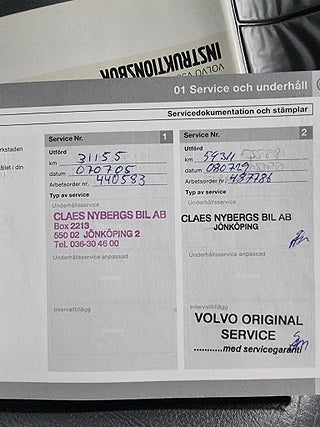 INSTRUKTIONSBOK
VOLVO
01 Service och underhåll
Servicedokumentation och stämplar
Service Nr. 1
Utförd
km 31155
datum 070705
Arbetsorder nr. 440593
Typ av service
Underhållsservice
CLAES NYBERGS BIL AB
Box 2213
550 02 JÖNKÖPING 2
Tel. 036-30 46 00
Underhållsservice anpassad
Intervalltillägg
Service Nr. 2
Utförd
km 54311
datum 080729
Arbetsorder nr. 487786
Typ av service
Underhållsservice
CLAES NYBERGS BIL AB
JÖNKÖPING
Underhållsservice anpassad
Intervalltillägg
VOLVO ORIGINAL
SERVICE
...........med servicegaranti